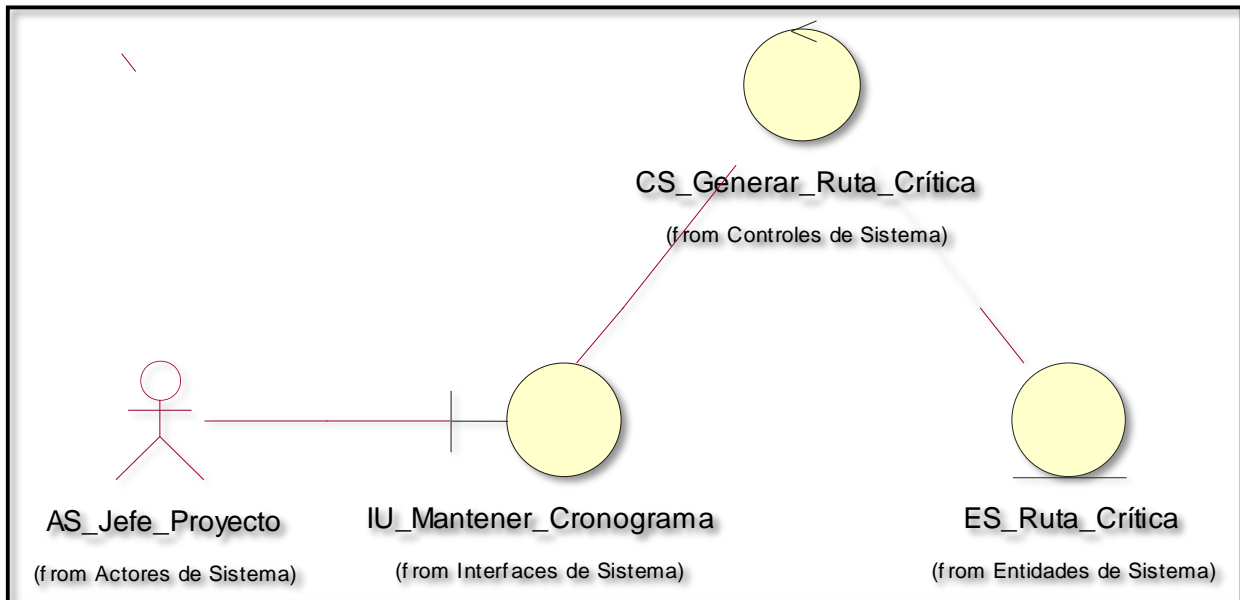 CS_Generar_Ruta_Crítica
(from Controles de Sistema)
AS_Jefe_Proyecto
(from Actores de Sistema)
IU_Mantener_Cronograma
(from Interfaces de Sistema)
ES_Ruta_Crítica
(from Entidades de Sistema)